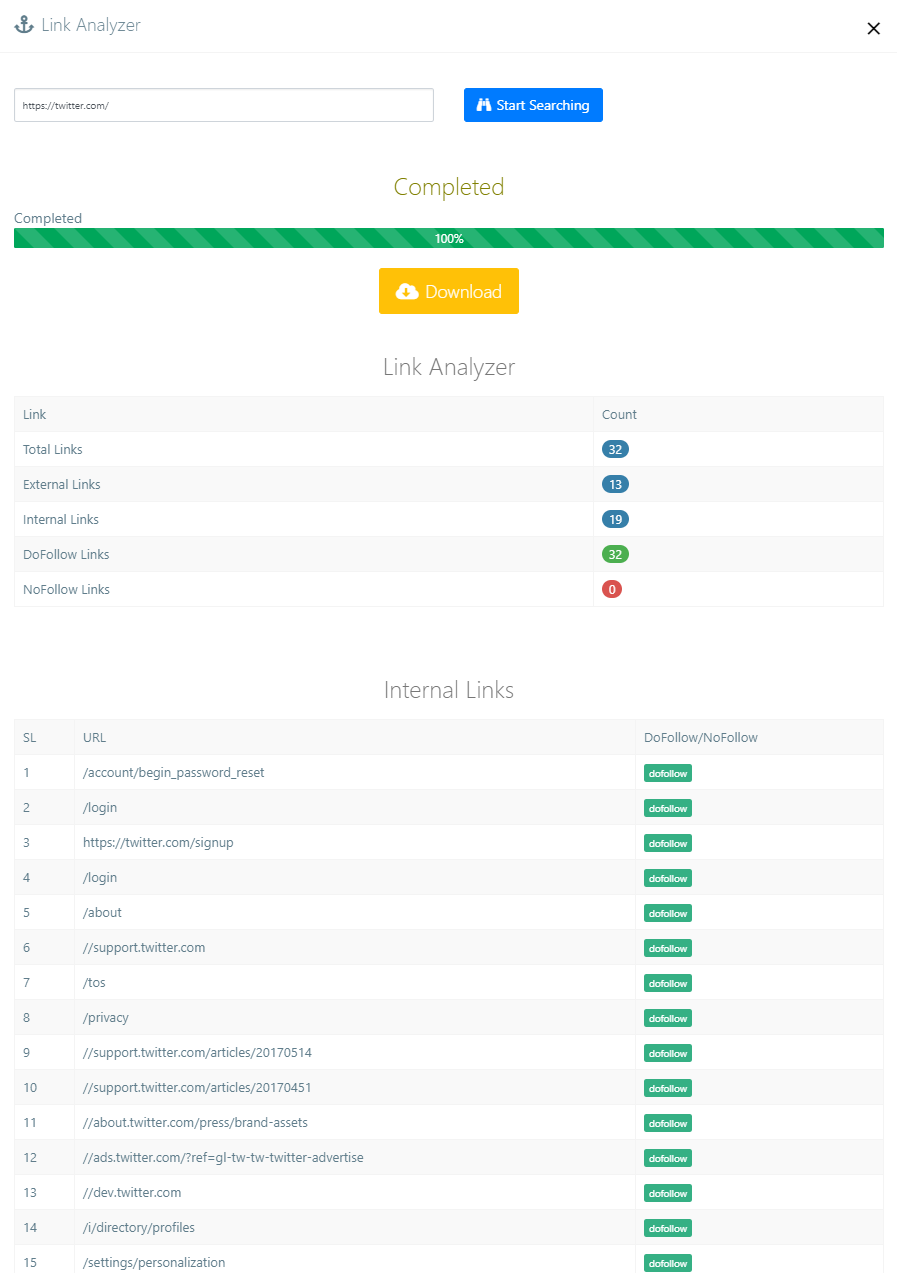 Link Analyzer
https://twitter.com/
Start Searching
Completed
Completed
100%
Download
Link Analyzer
Link Count
Total Links 32
External Links 13
Internal Links 19
DoFollow Links 32
NoFollow Links 0
Internal Links
SL URL DoFollow/NoFollow
1 /account/begin_password_reset dofollow
2 /login dofollow
3 https://twitter.com/signup dofollow
4 /login dofollow
5 /about dofollow
6 //support.twitter.com dofollow
7 /tos dofollow
8 /privacy dofollow
9 //support.twitter.com/articles/20170514 dofollow
10 //support.twitter.com/articles/20170451 dofollow
11 //about.twitter.com/press/brand-assets dofollow
12 //ads.twitter.com/?ref=gl-tw-tw-twitter-advertise dofollow
13 //dev.twitter.com dofollow
14 /i/directory/profiles dofollow
15 /settings/personalization dofollow